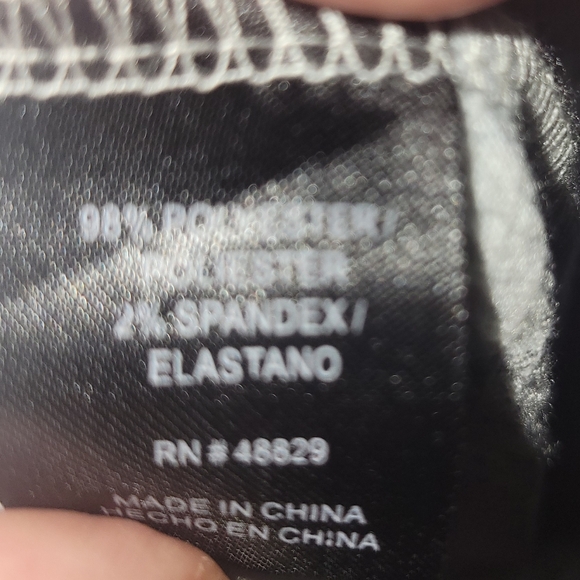 98% POLYESTER/
POLIESTER
2% SPANDEX/
ELASTANO
RN # 48829
MADE IN CHINA
HECHO EN CHINA